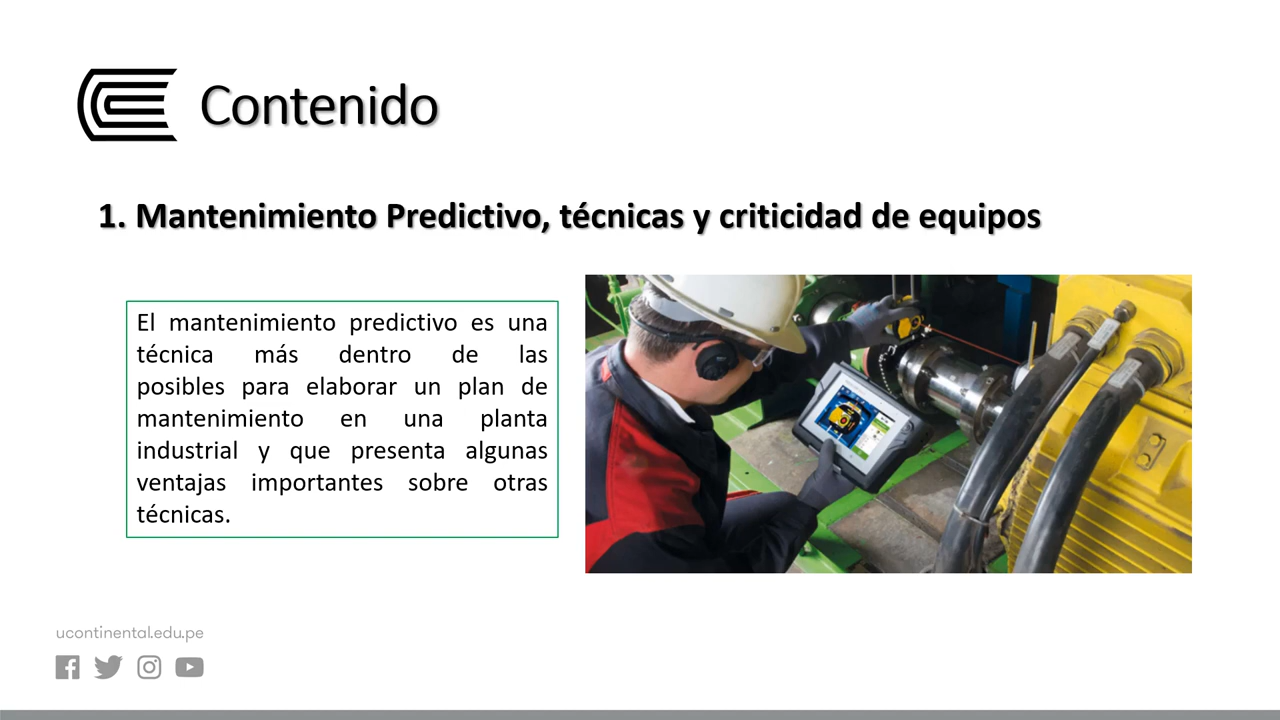 Contenido
1. Mantenimiento Predictivo, técnicas y criticidad de equipos
El mantenimiento predictivo es una
técnica más dentro de las
posibles para elaborar un plan de
mantenimiento en una planta
industrial y que presenta algunas
ventajas importantes sobre otras
técnicas.
ucontinental.edu.pe